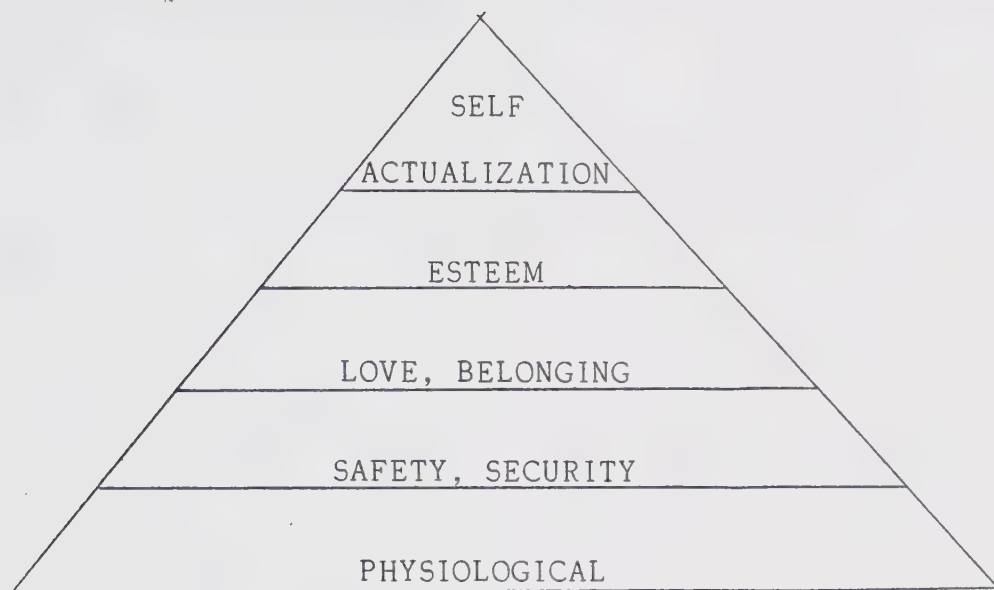 SELF
ACTUALIZATION
ESTEEM
LOVE, BELONGING
SAFETY, SECURITY
PHYSIOLOGICAL